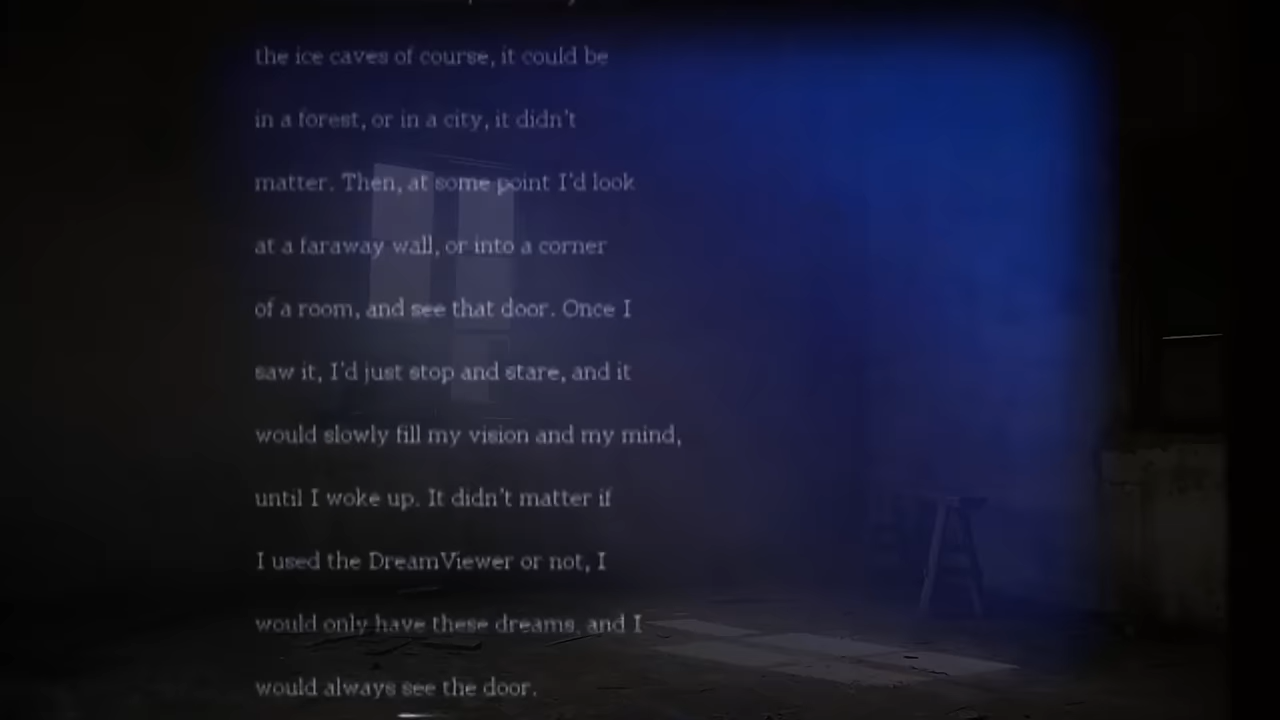 the ice caves of course, it could be
in a forest, or in a city, it didn't
matter. Then, at some point I'd look
at a faraway wall, or into a corner
of a room, and see that door. Once I
saw it, I'd just stop and stare, and it
would slowly fill my vision and my mind,
until I woke up. It didn't matter if
I used the DreamViewer or not, I
would only have these dreams, and I
would always see the door.